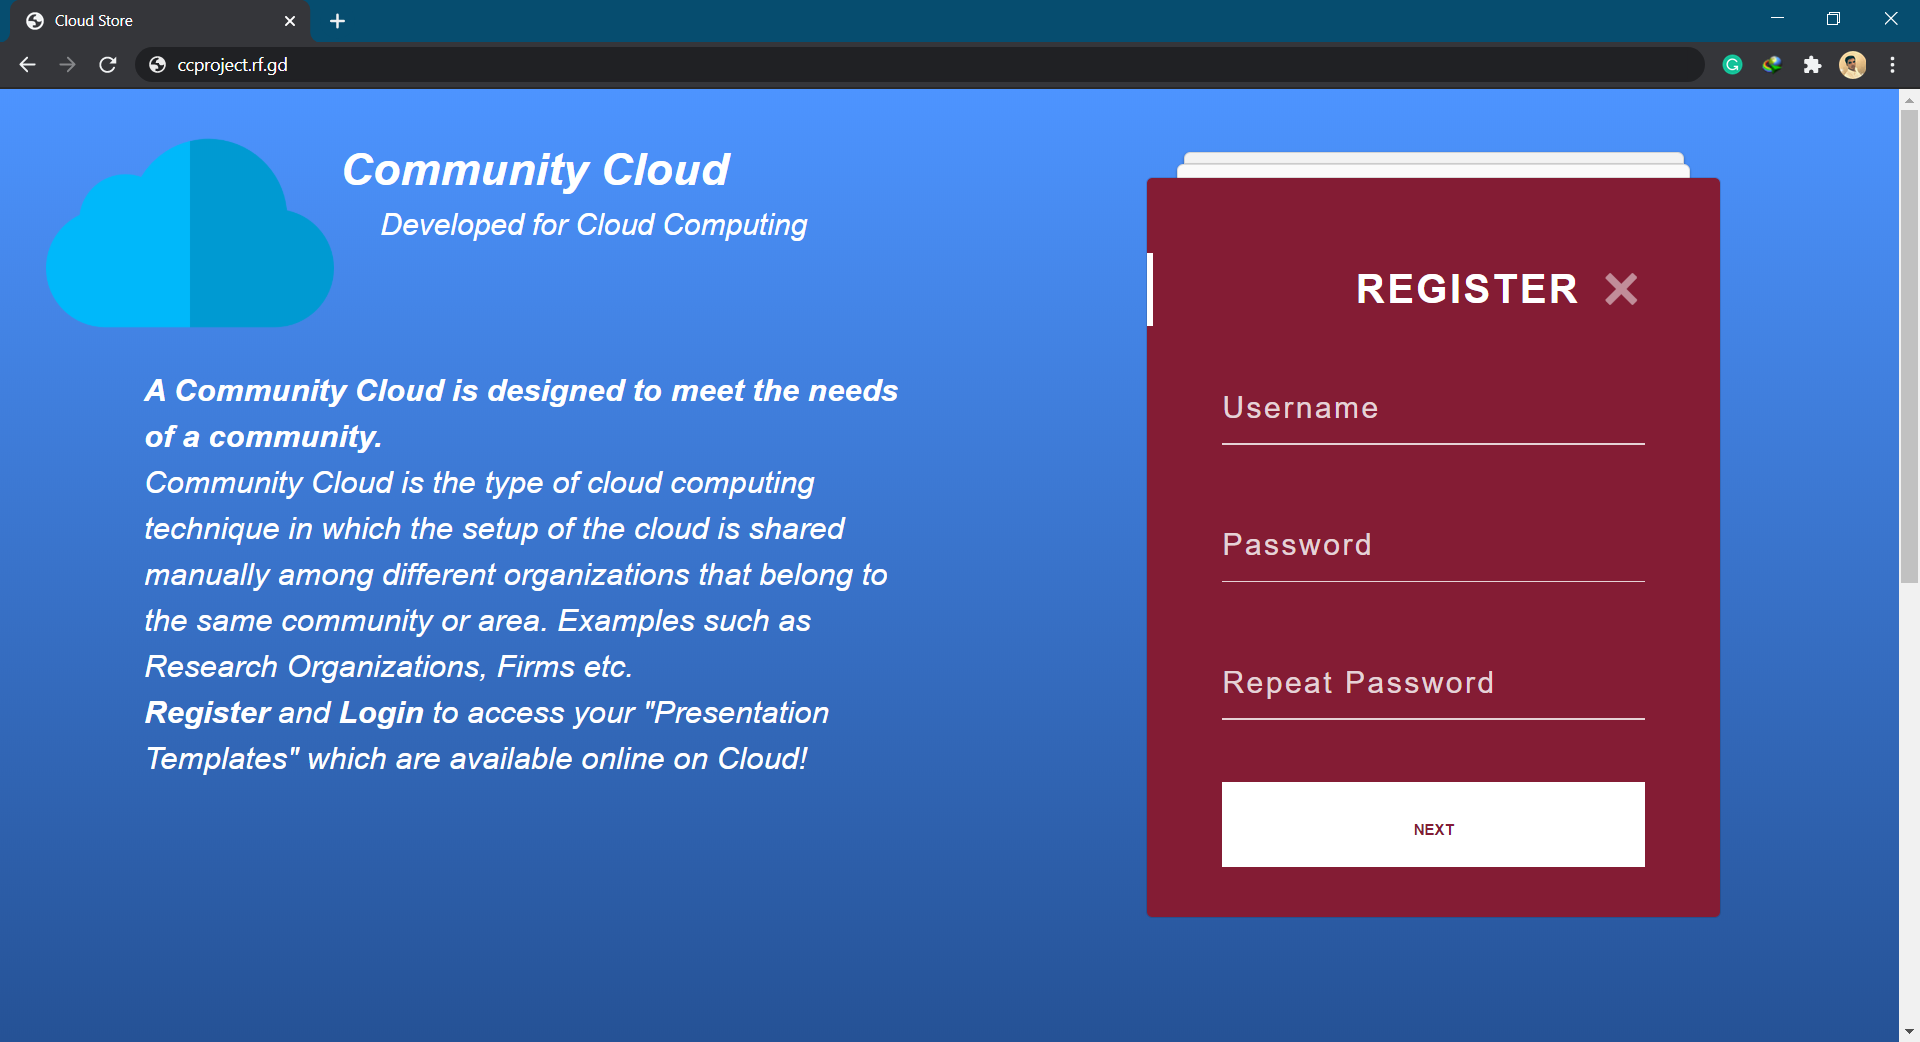 Cloud Store
ccproject.rf.gd
Community Cloud
Developed for Cloud Computing
A Community Cloud is designed to meet the needs
of a community.
Community Cloud is the type of cloud computing
technique in which the setup of the cloud is shared
manually among different organizations that belong to
the same community or area. Examples such as
Research Organizations, Firms etc.
Register and Login to access your "Presentation
Templates" which are available online on Cloud!
REGISTER
Username
Password
Repeat Password
NEXT